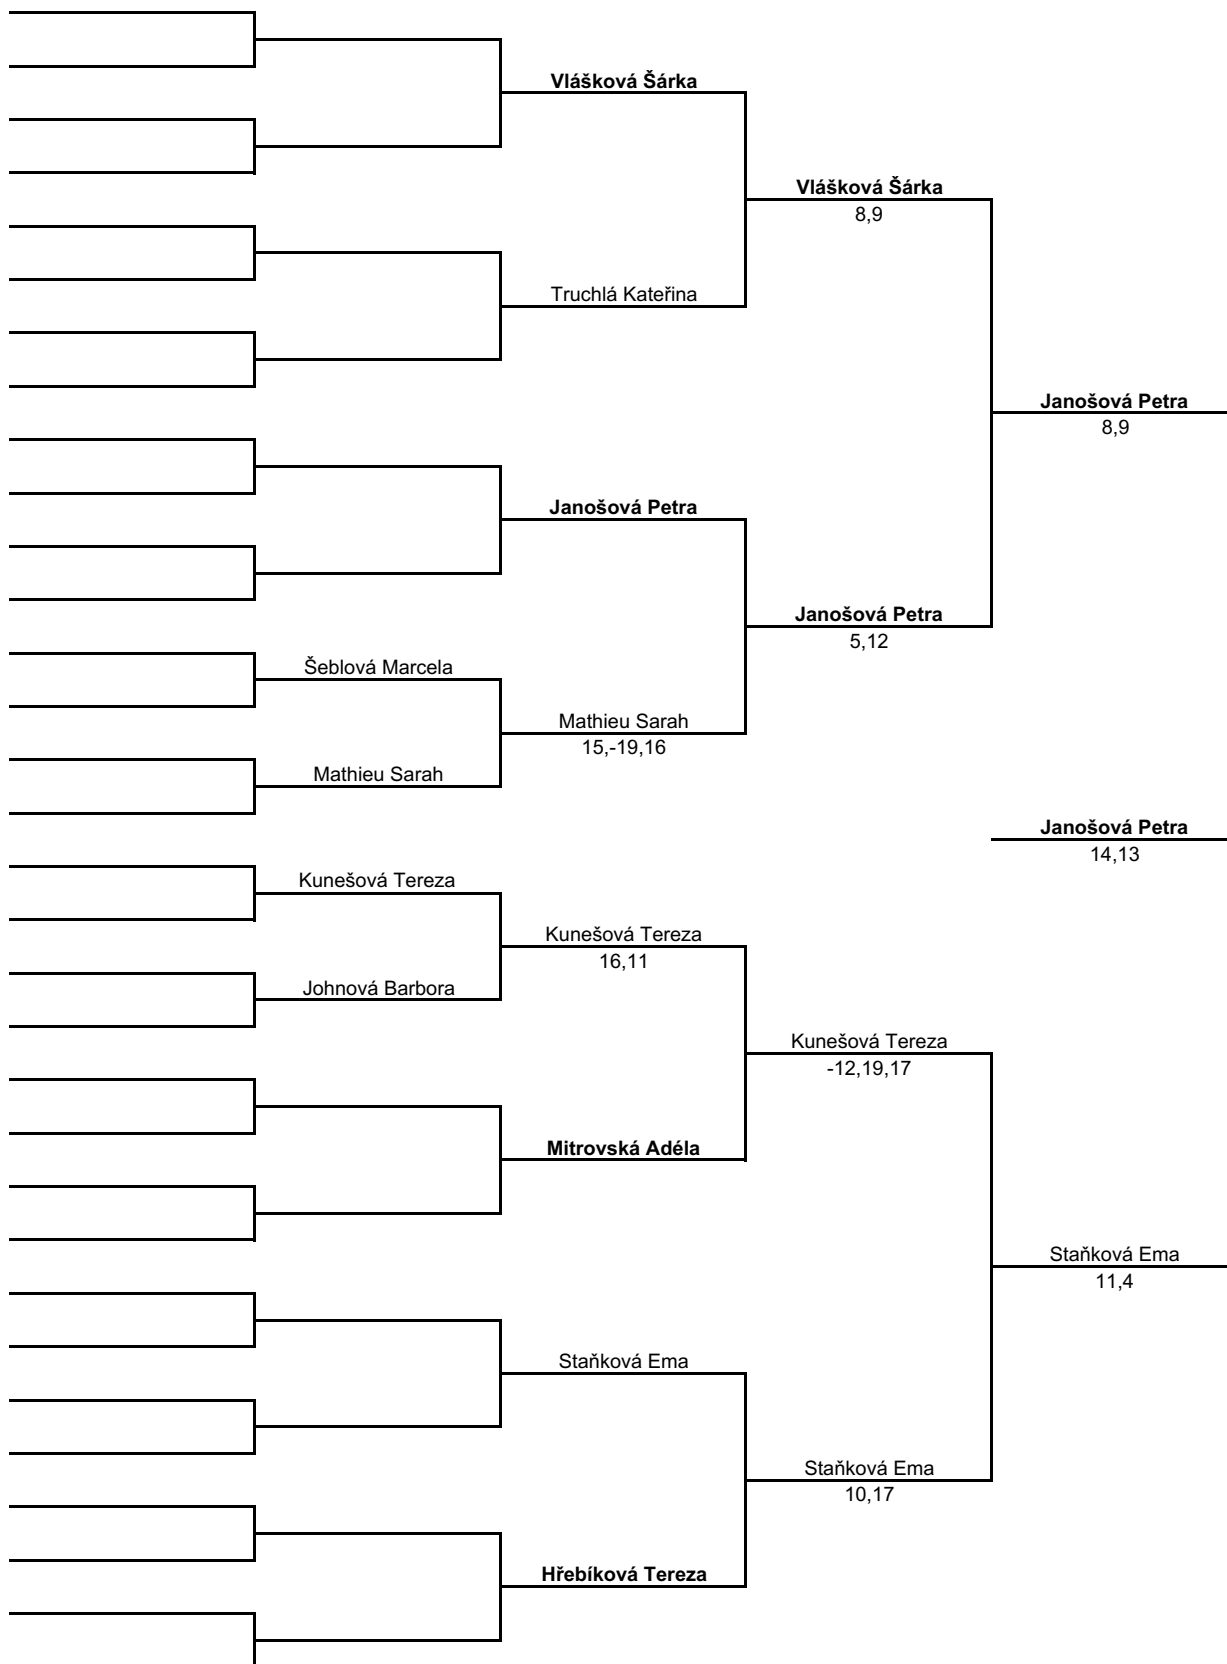 Vlášková Šárka
Vlášková Šárka
8,9
Truchlá Kateřina
Janošová Petra
8,9
Janošová Petra
Janošová Petra
5,12
Šeblová Marcela
Mathieu Sarah
15,-19,16
Mathieu Sarah
Janošová Petra
14,13
Kunešová Tereza
Kunešová Tereza
16,11
Johnová Barbora
Kunešová Tereza
-12,19,17
Mitrovská Adéla
Staňková Ema
11,4
Staňková Ema
Staňková Ema
10,17
Hřebíková Tereza